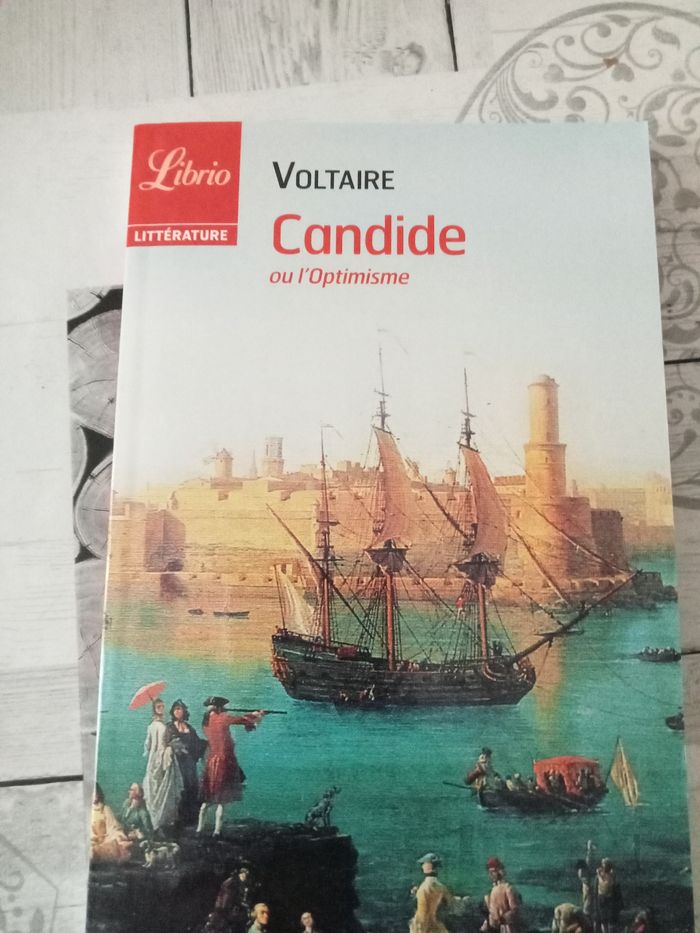 Librio
LITTÉRATURE
VOLTAIRE
Candide
ou l'Optimisme